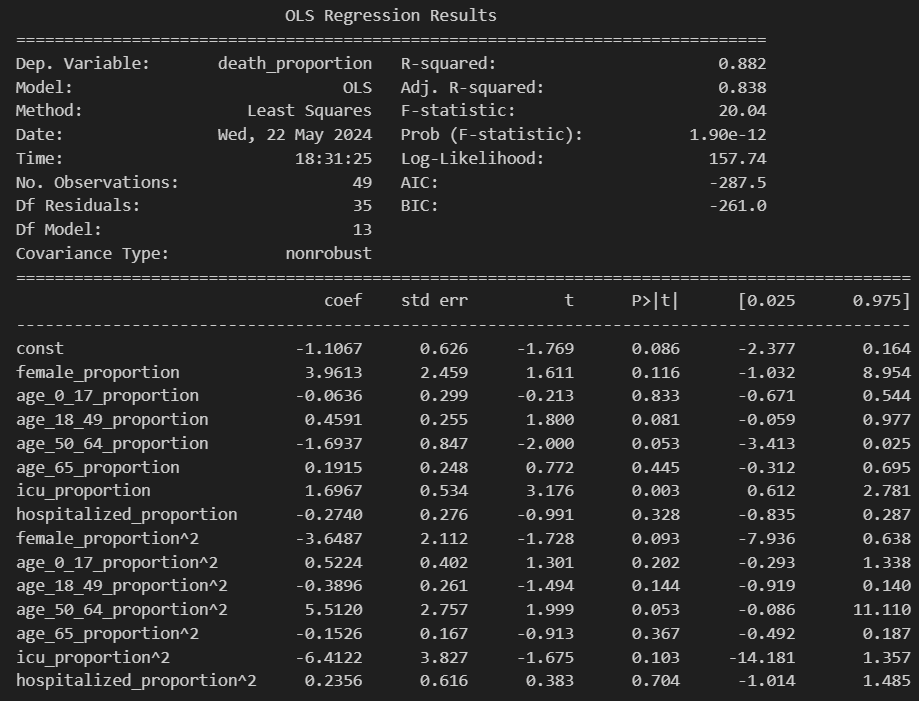 OLS Regression Results
==============================================================================
Dep. Variable: death_proportion R-squared: 0.882
Model: OLS Adj. R-squared: 0.838
Method: Least Squares F-statistic: 20.04
Date: Wed, 22 May 2024 Prob (F-statistic): 1.90e-12
Time: 18:31:25 Log-Likelihood: 157.74
No. Observations: 49 AIC: -287.5
Df Residuals: 35 BIC: -261.0
Df Model: 13
Covariance Type: nonrobust
=============================================================================================
coef std err t P>|t| [0.025 0.975]
---------------------------------------------------------------------------------------------
const -1.1067 0.626 -1.769 0.086 -2.377 0.164
female_proportion 3.9613 2.459 1.611 0.116 -1.032 8.954
age_0_17_proportion -0.0636 0.299 -0.213 0.833 -0.671 0.544
age_18_49_proportion 0.4591 0.255 1.800 0.081 -0.059 0.977
age_50_64_proportion -1.6937 0.847 -2.000 0.053 -3.413 0.025
age_65_proportion 0.1915 0.248 0.772 0.445 -0.312 0.695
icu_proportion 1.6967 0.534 3.176 0.003 0.612 2.781
hospitalized_proportion -0.2740 0.276 -0.991 0.328 -0.835 0.287
female_proportion^2 -3.6487 2.112 -1.728 0.093 -7.936 0.638
age_0_17_proportion^2 0.5224 0.402 1.301 0.202 -0.293 1.338
age_18_49_proportion^2 -0.3896 0.261 -1.494 0.144 -0.919 0.140
age_50_64_proportion^2 5.5120 2.757 1.999 0.053 -0.086 11.110
age_65_proportion^2 -0.1526 0.167 -0.913 0.367 -0.492 0.187
icu_proportion^2 -6.4122 3.827 -1.675 0.103 -14.181 1.357
hospitalized_proportion^2 0.2356 0.616 0.383 0.704 -1.014 1.485